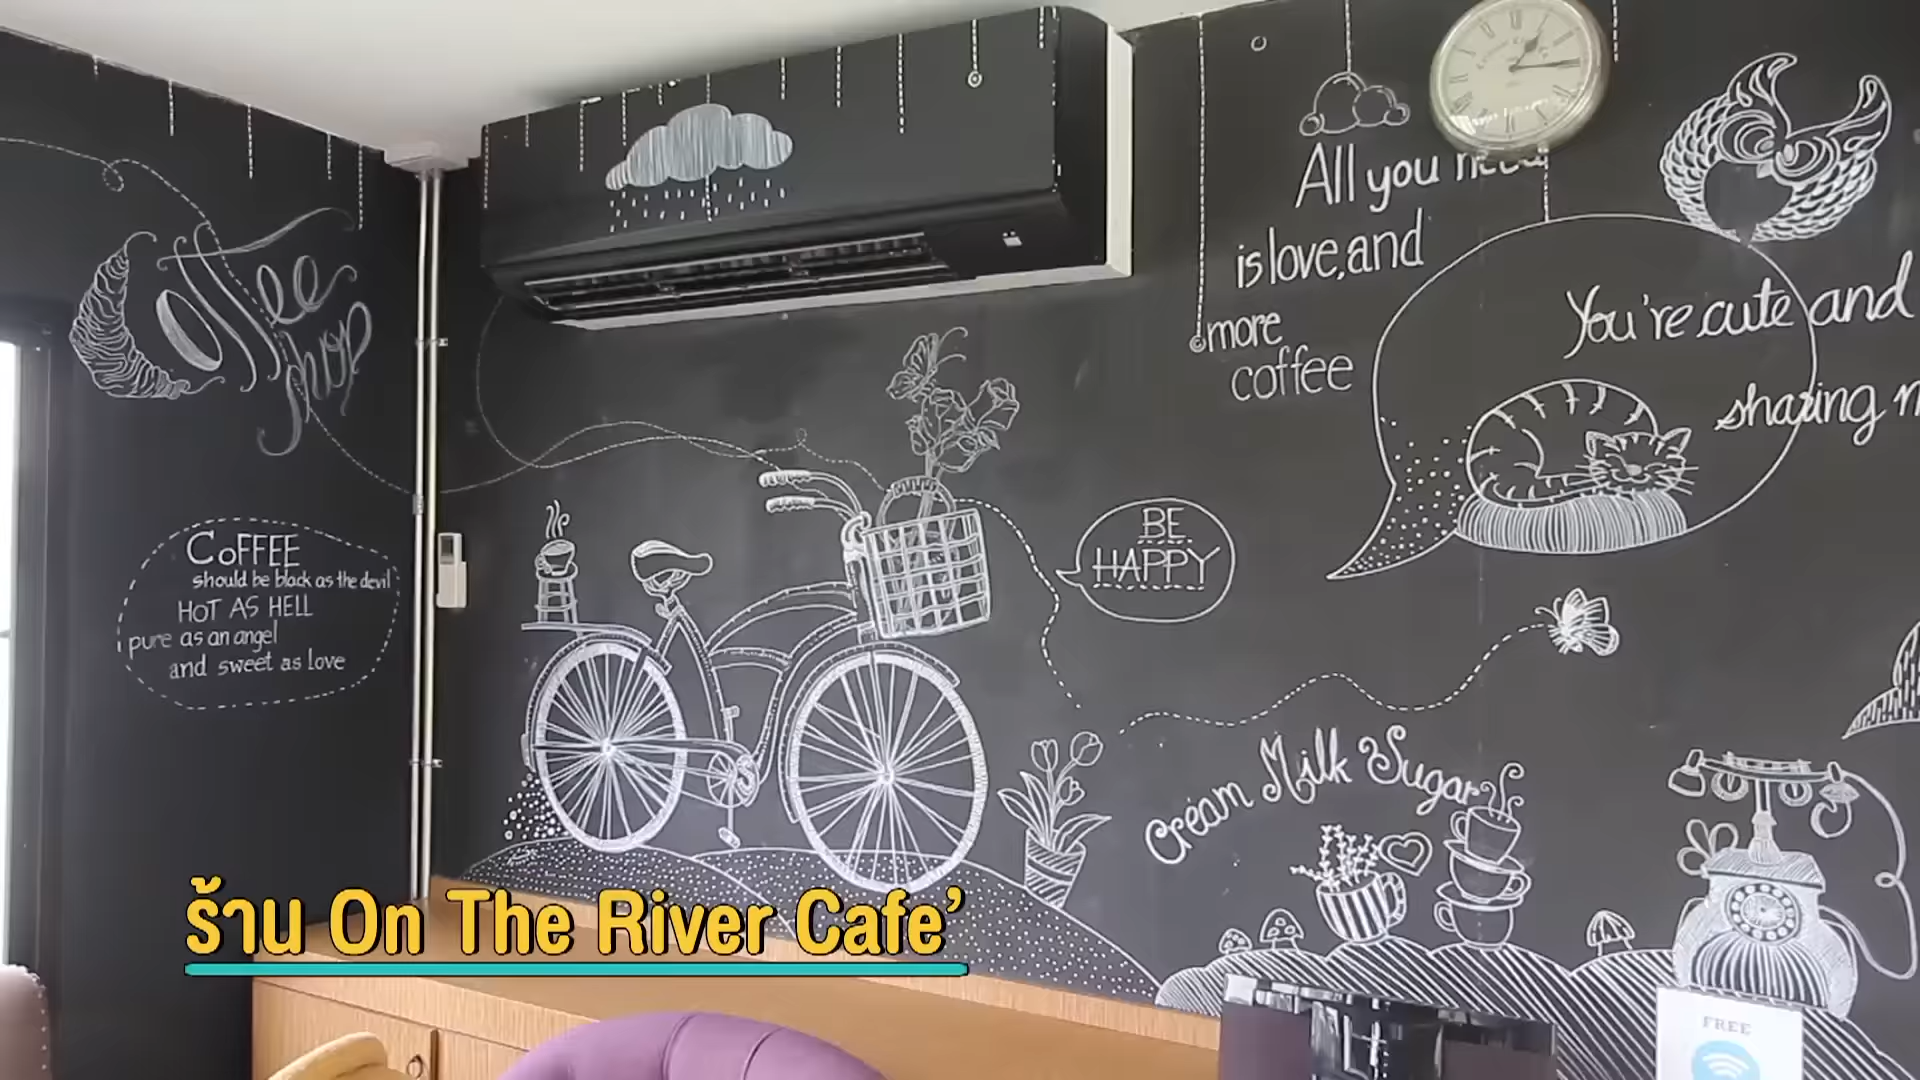 Coffee
Shop
COFFEE
should be black as the devil
HOT AS HELL
pure as an angel
and sweet as love
All you need
is love, and
more
coffee
You're cute and
sharing
BE
HAPPY
Cream Milk Sugar
FREE
ร้าน On The River Cafe'